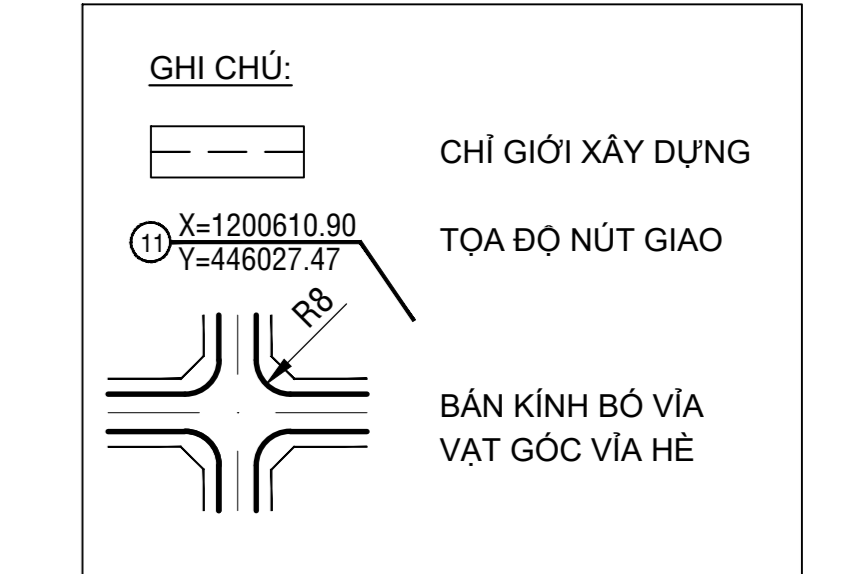 GHI CHÚ:
CHỈ GIỚI XÂY DỰNG
11 X=1200610.90
Y=446027.47
TỌA ĐỘ NÚT GIAO
R8
BÁN KÍNH BÓ VỈA
VẠT GÓC VỈA HÈ